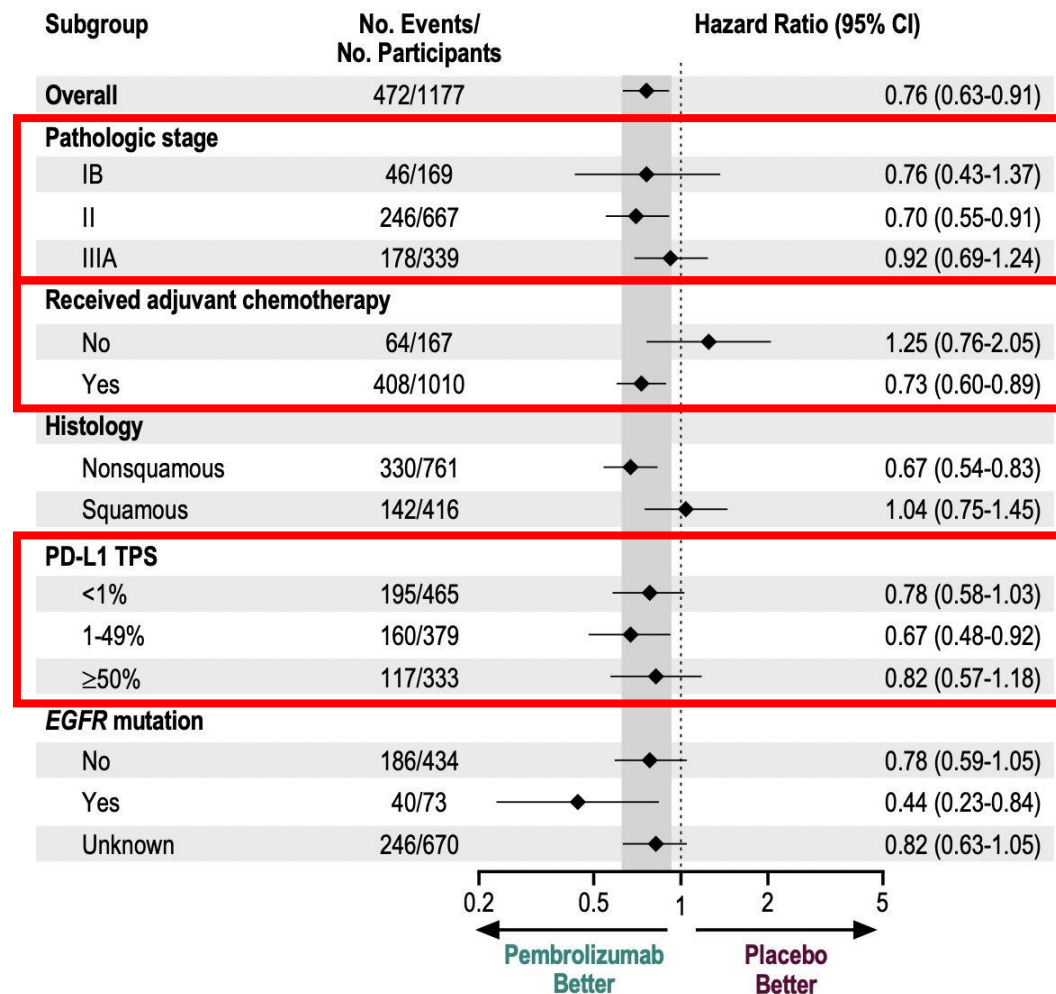 Subgroup No. Events/ Hazard Ratio (95% CI)
No. Participants
Overall 472/1177 0.76 (0.63-0.91)
Pathologic stage
IB 46/169 0.76 (0.43-1.37)
II 246/667 0.70 (0.55-0.91)
IIIA 178/339 0.92 (0.69-1.24)
Received adjuvant chemotherapy
No 64/167 1.25 (0.76-2.05)
Yes 408/1010 0.73 (0.60-0.89)
Histology
Nonsquamous 330/761 0.67 (0.54-0.83)
Squamous 142/416 1.04 (0.75-1.45)
PD-L1 TPS
<1% 195/465 0.78 (0.58-1.03)
1-49% 160/379 0.67 (0.48-0.92)
≥50% 117/333 0.82 (0.57-1.18)
EGFR mutation
No 186/434 0.78 (0.59-1.05)
Yes 40/73 0.44 (0.23-0.84)
Unknown 246/670 0.82 (0.63-1.05)
0.2 0.5 1 2 5
Pembrolizumab Placebo
Better Better